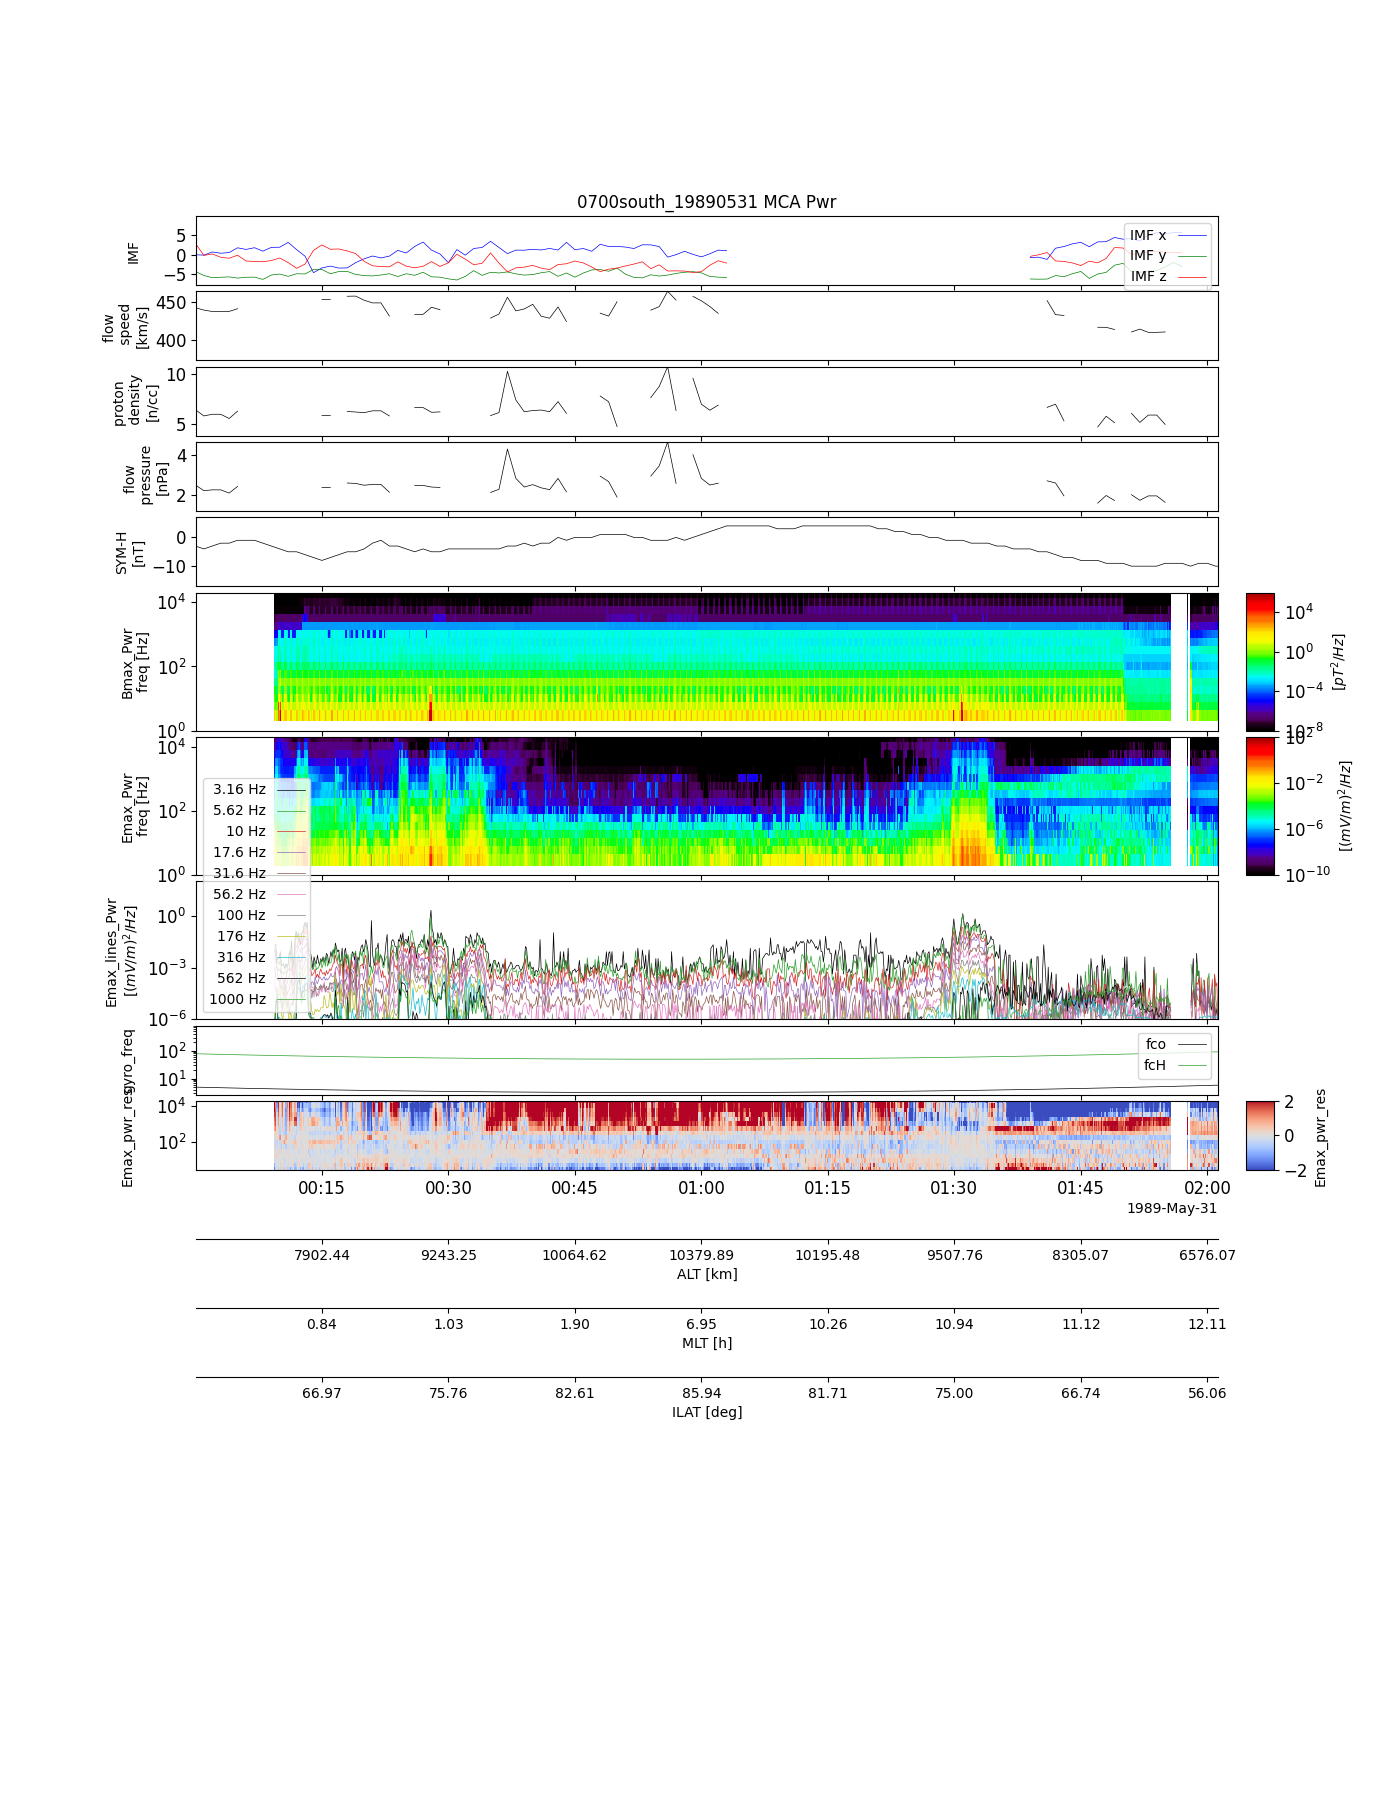 0700south_19890531 MCA Pwr
IMF
5
0
−5
IMF x
IMF y
IMF z
flow
speed
[km/s]
450
400
proton
density
[n/cc]
10
5
flow
pressure
[nPa]
4
2
SYM-H
[nT]
0
−10
Bmax_Pwr
freq [Hz]
10^4
10^2
10^0
10^4
10^0
10^−4
10^−8
[pT^2/Hz]
Emax_Pwr
freq [Hz]
10^4
10^2
10^0
10^2
10^−2
10^−6
10^−10
[(mV/m)^2/Hz]
3.16 Hz
5.62 Hz
10 Hz
17.6 Hz
31.6 Hz
56.2 Hz
100 Hz
176 Hz
316 Hz
562 Hz
1000 Hz
Emax_lines_Pwr
[(mV/m)^2/Hz]
10^0
10^−3
10^−6
gyro_freq
10^2
10^1
fco
fcH
Emax_pwr_res
10^4
10^2
2
0
−2
Emax_pwr_res
00:15 00:30 00:45 01:00 01:15 01:30 01:45 02:00
1989-May-31
7902.44 9243.25 10064.62 10379.89 10195.48 9507.76 8305.07 6576.07
ALT [km]
0.84 1.03 1.90 6.95 10.26 10.94 11.12 12.11
MLT [h]
66.97 75.76 82.61 85.94 81.71 75.00 66.74 56.06
ILAT [deg]